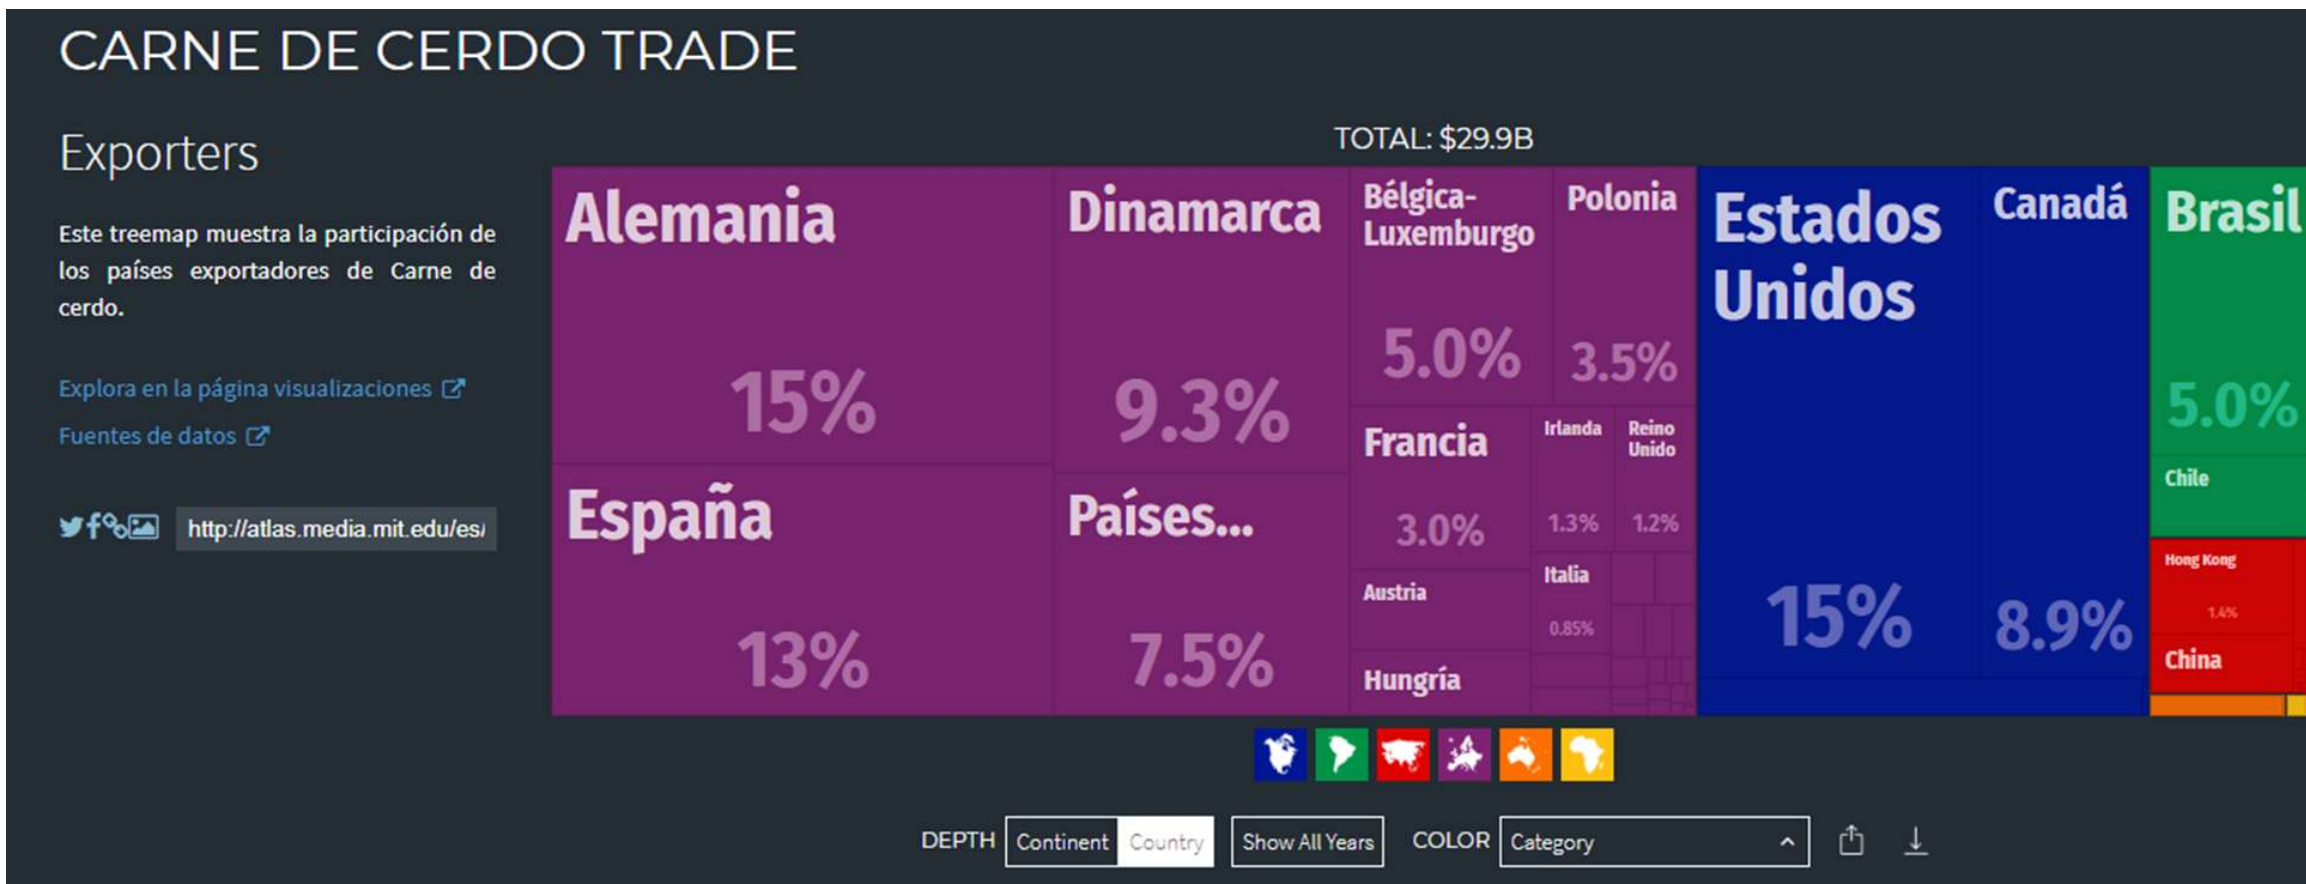 CARNE DE CERDO TRADE
Exporters
Este treemap muestra la participación de
los países exportadores de Carne de
cerdo.
Explora en la página visualizaciones
Fuentes de datos
http://atlas.media.mit.edu/es/
TOTAL: $29.9B
Alemania
15%
España
13%
Dinamarca
9.3%
Países...
7.5%
Bélgica-
Luxemburgo
5.0%
Polonia
3.5%
Francia
3.0%
Irlanda
1.3%
Reino
Unido
1.2%
Austria
Hungría
Italia
0.85%
Estados
Unidos
15%
Canadá
8.9%
Brasil
5.0%
Chile
Hong Kong
1.4%
China
DEPTH Continent Country Show All Years COLOR Category